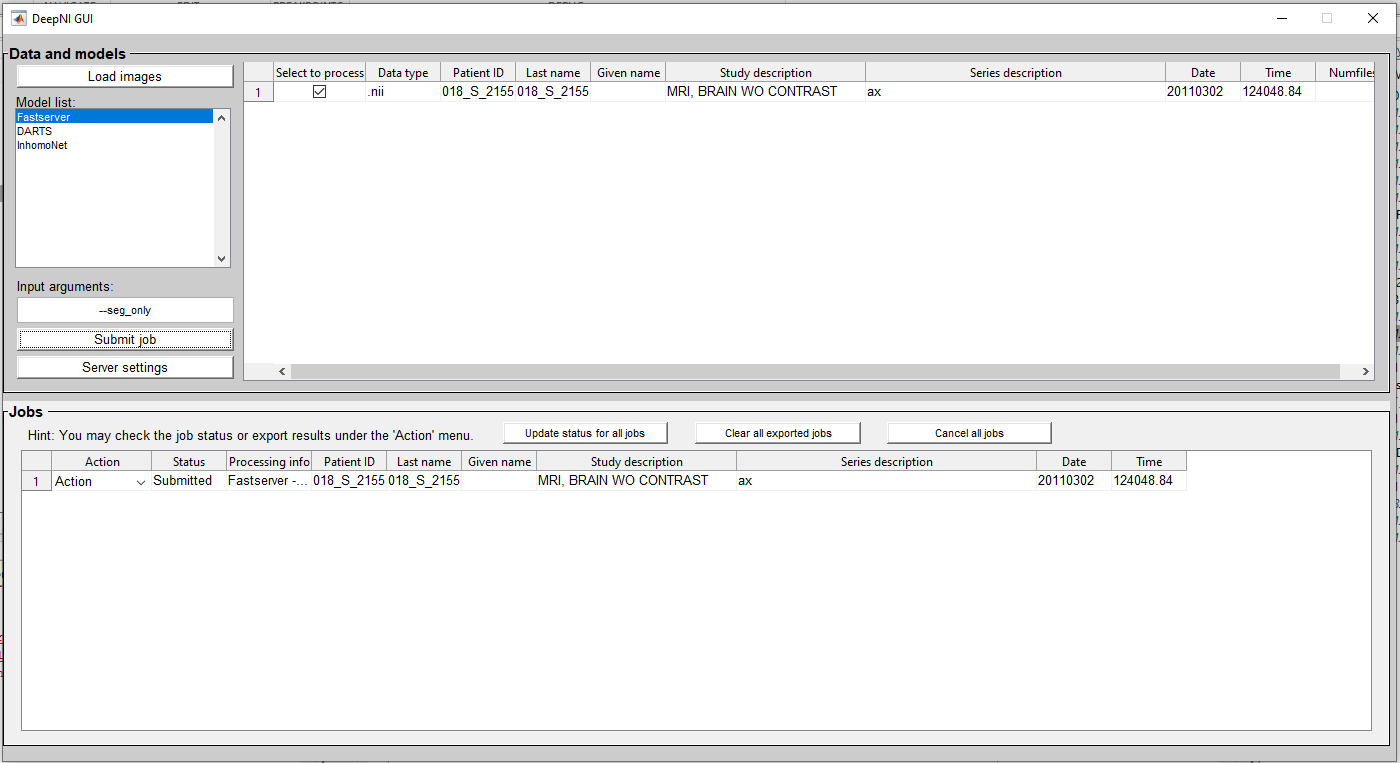 DeepNI GUI
Data and models
Load images
Model list:
Fastserver
DARTS
InhomoNet
Input arguments:
--seg_only
Submit job
Server settings
Select to process Data type Patient ID Last name Given name Study description Series description Date Time Numfiles
1 .nii 018_S_2155 018_S_2155 MRI, BRAIN WO CONTRAST ax 20110302 124048.84
Jobs
Hint: You may check the job status or export results under the 'Action' menu.
Update status for all jobs
Clear all exported jobs
Cancel all jobs
Action Status Processing info Patient ID Last name Given name Study description Series description Date Time
1 Action Submitted Fastserver -... 018_S_2155 018_S_2155 MRI, BRAIN WO CONTRAST ax 20110302 124048.84